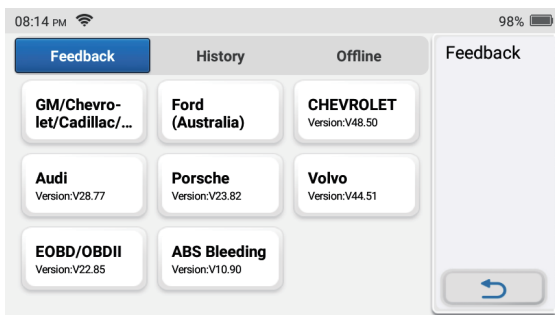 08:14 PM
98%
Feedback
History
Offline
Feedback
GM/Chevro-
let/Cadillac/...
Ford
(Australia)
CHEVROLET
Version:V48.50
Audi
Version:V28.77
Porsche
Version:V23.82
Volvo
Version:V44.51
EOBD/OBDII
Version:V22.85
ABS Bleeding
Version:V10.90